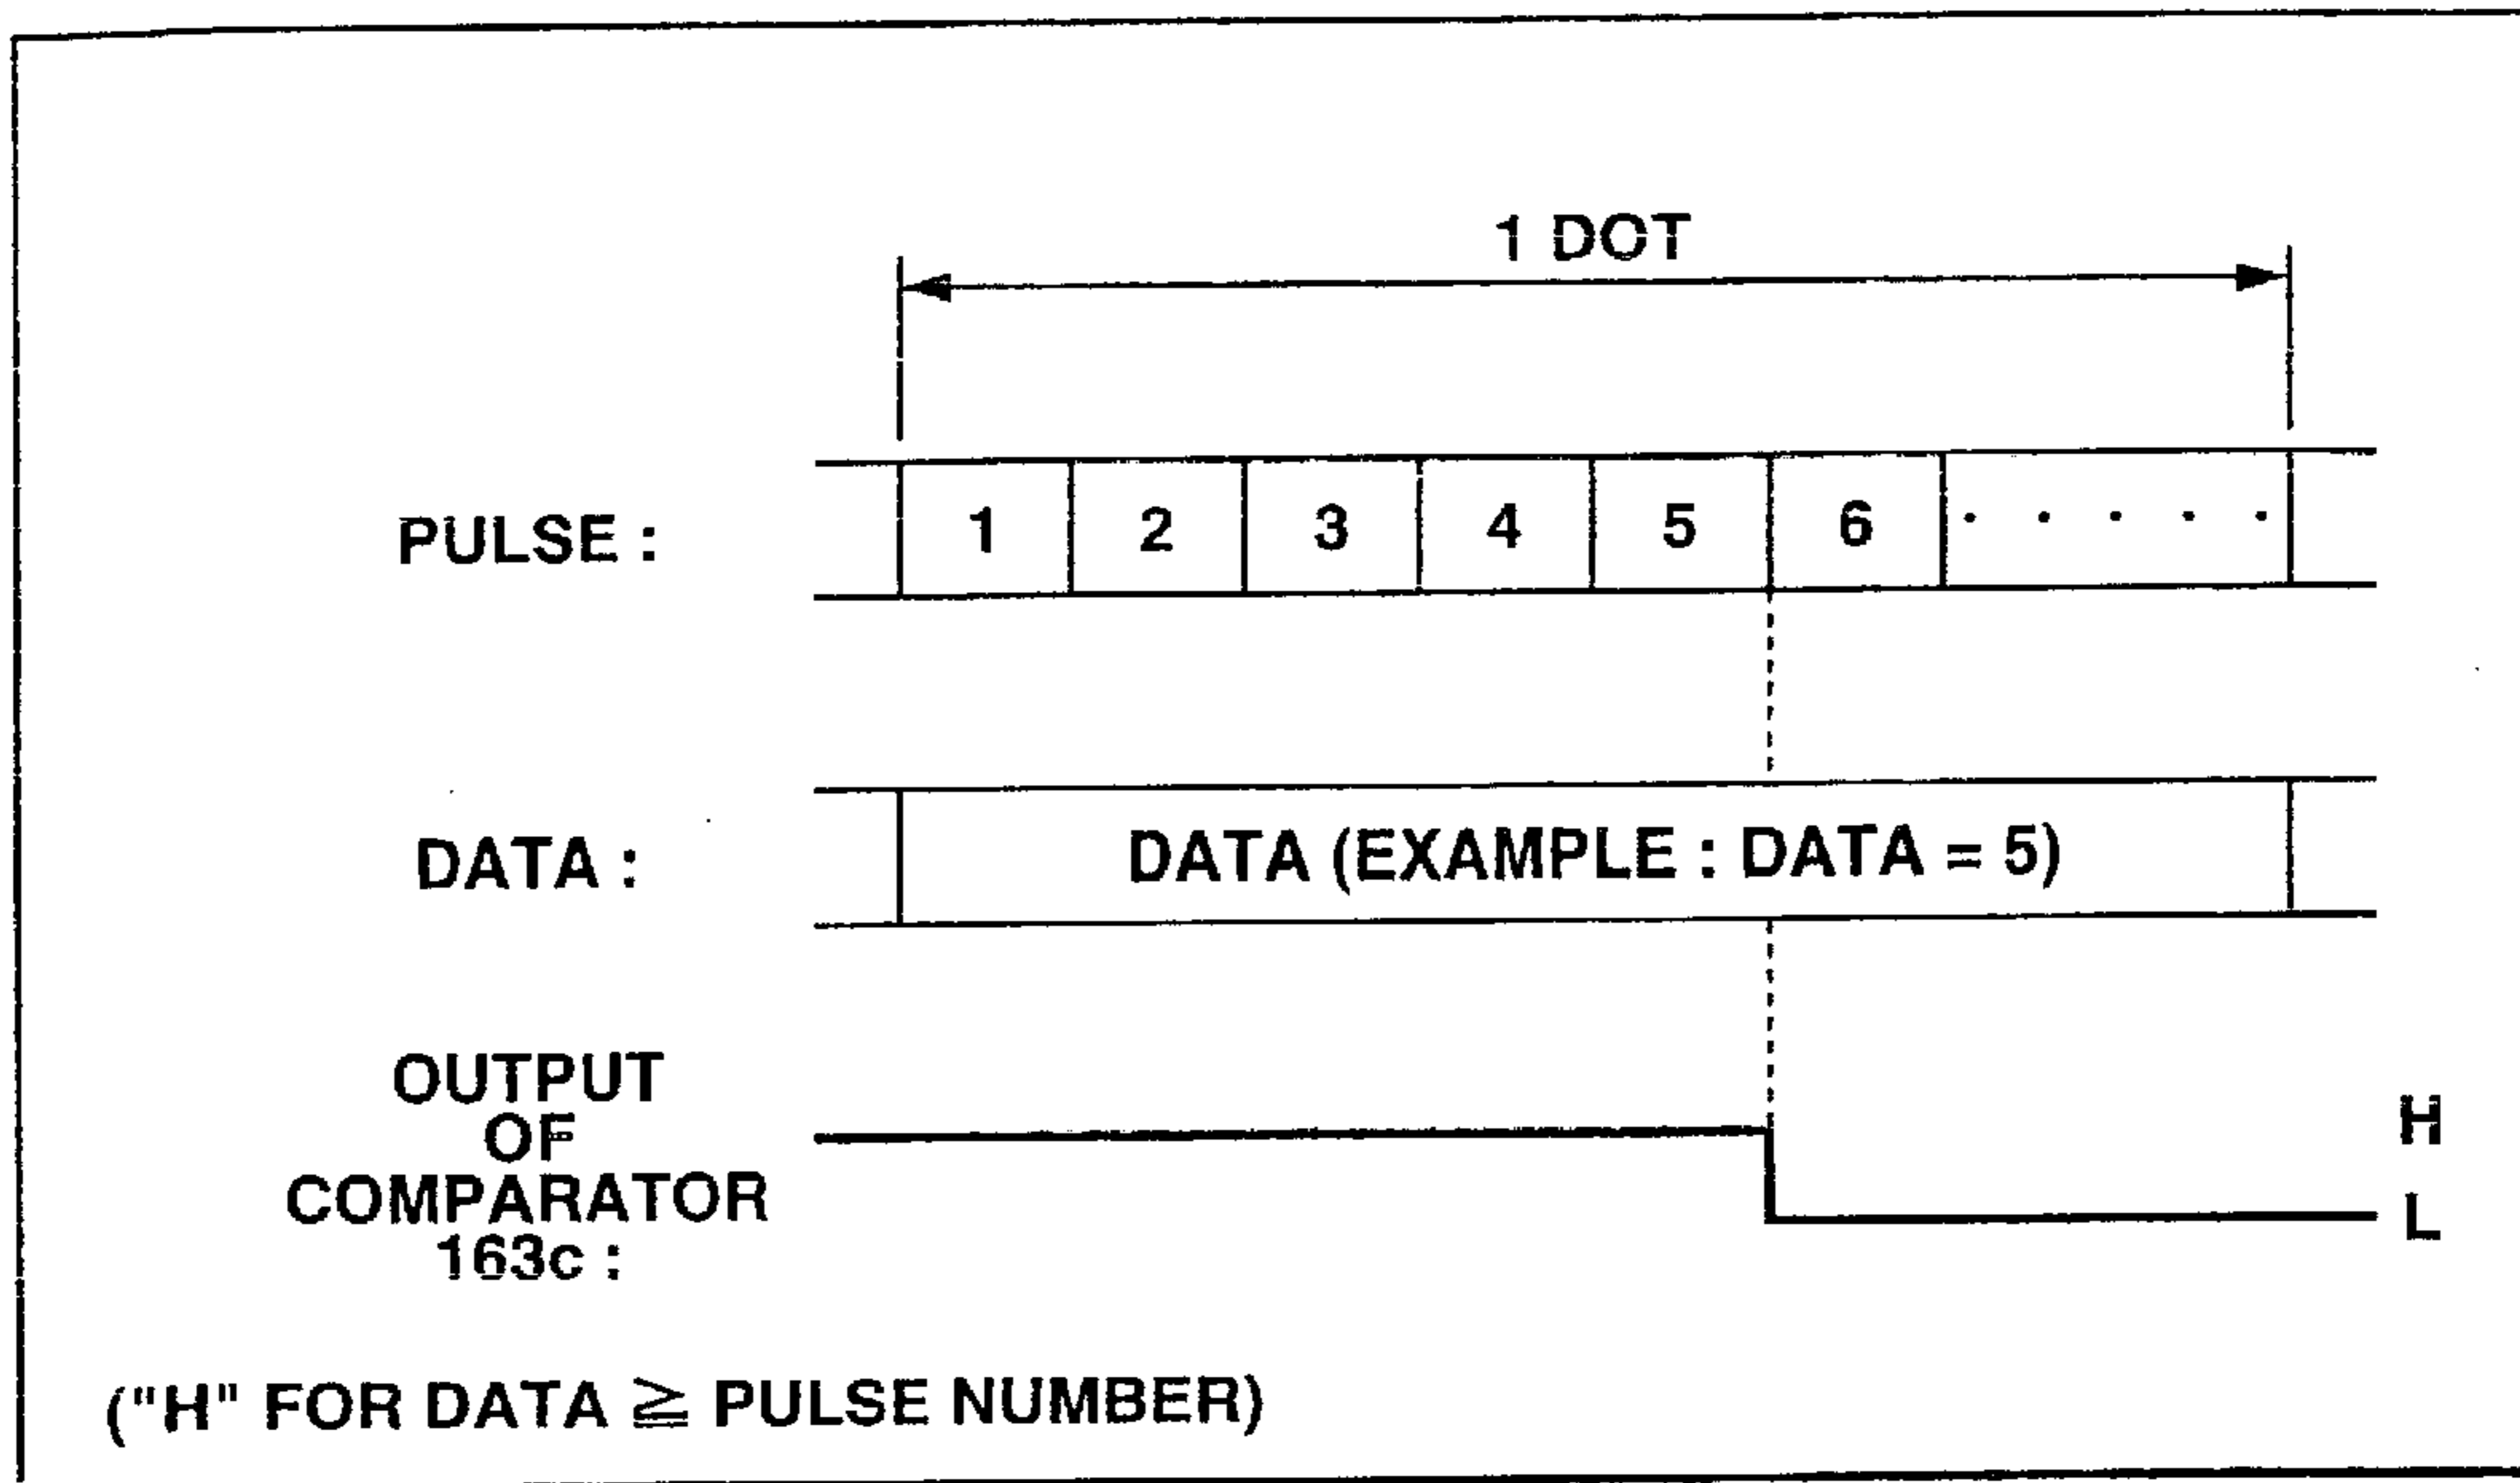 1 DOT
PULSE : 1 2 3 4 5 6 · · · · ·
DATA : DATA (EXAMPLE : DATA = 5)
OUTPUT
OF
COMPARATOR
163c :
H
L
("H" FOR DATA ≧ PULSE NUMBER)